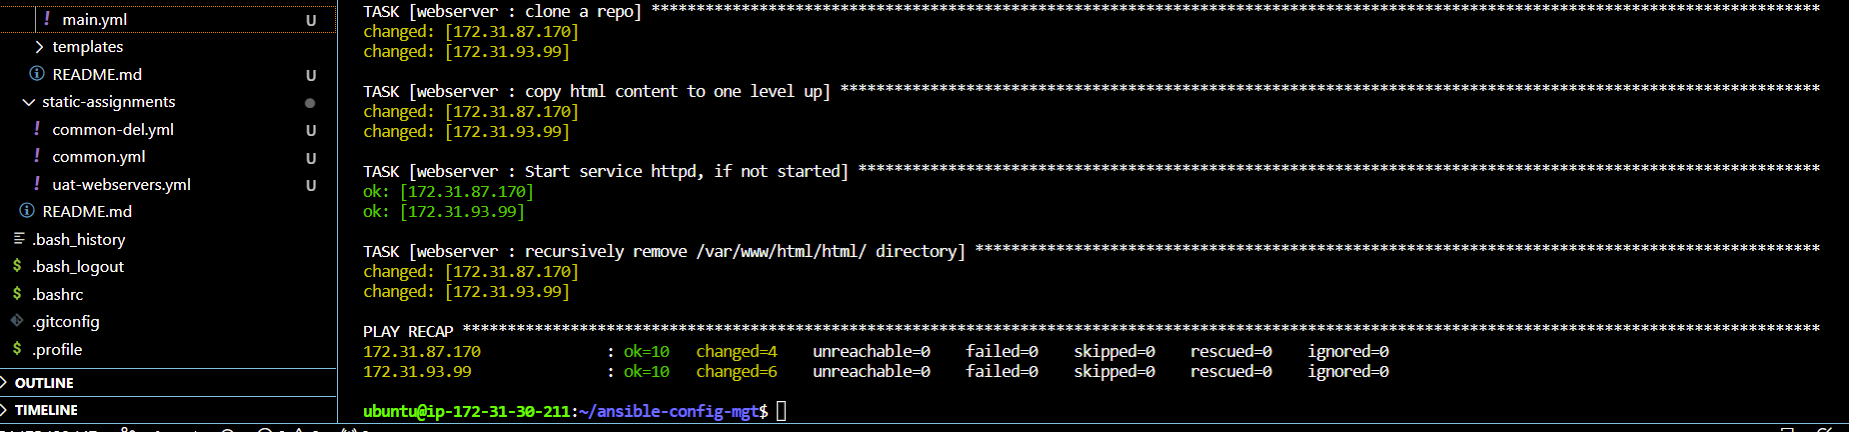 ! main.yml U
> templates
README.md U
static-assignments
! common-del.yml U
! common.yml U
! uat-webservers.yml U
README.md
.bash_history
$ .bash_logout
$ .bashrc
.gitconfig
$ .profile
OUTLINE
TIMELINE
TASK [webserver : clone a repo] ****************************************************************************************************************************************
changed: [172.31.87.170]
changed: [172.31.93.99]
TASK [webserver : copy html content to one level up] *************************************************************************************************************
changed: [172.31.87.170]
changed: [172.31.93.99]
TASK [webserver : Start service httpd, if not started] ***********************************************************************************************************
ok: [172.31.87.170]
ok: [172.31.93.99]
TASK [webserver : recursively remove /var/www/html/html/ directory] **********************************************************************************************
changed: [172.31.87.170]
changed: [172.31.93.99]
PLAY RECAP *******************************************************************************************************************************************************
172.31.87.170 : ok=10 changed=4 unreachable=0 failed=0 skipped=0 rescued=0 ignored=0
172.31.93.99 : ok=10 changed=6 unreachable=0 failed=0 skipped=0 rescued=0 ignored=0
ubuntu@ip-172-31-30-211:~/ansible-config-mgt$